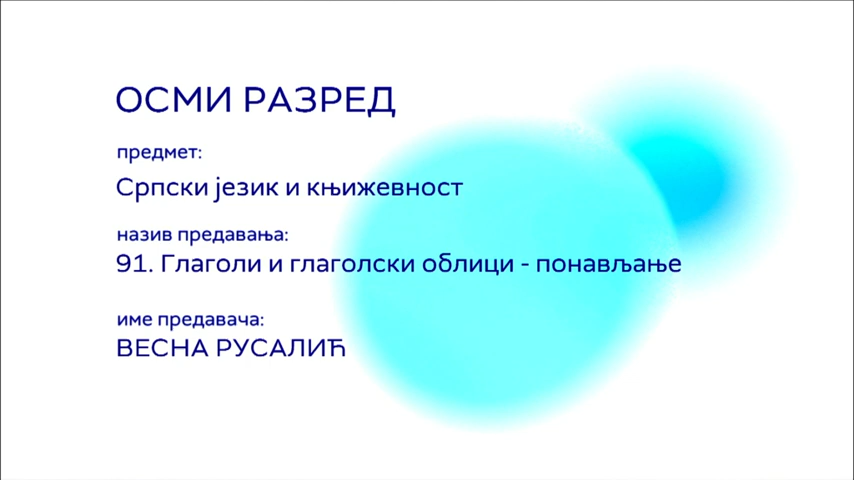 ОСМИ РАЗРЕД
предмет:
Српски језик и књижевност
назив предавања:
91. Глаголи и глаголски облици - понављање
име предавача:
ВЕСНА РУСАЛИЋ